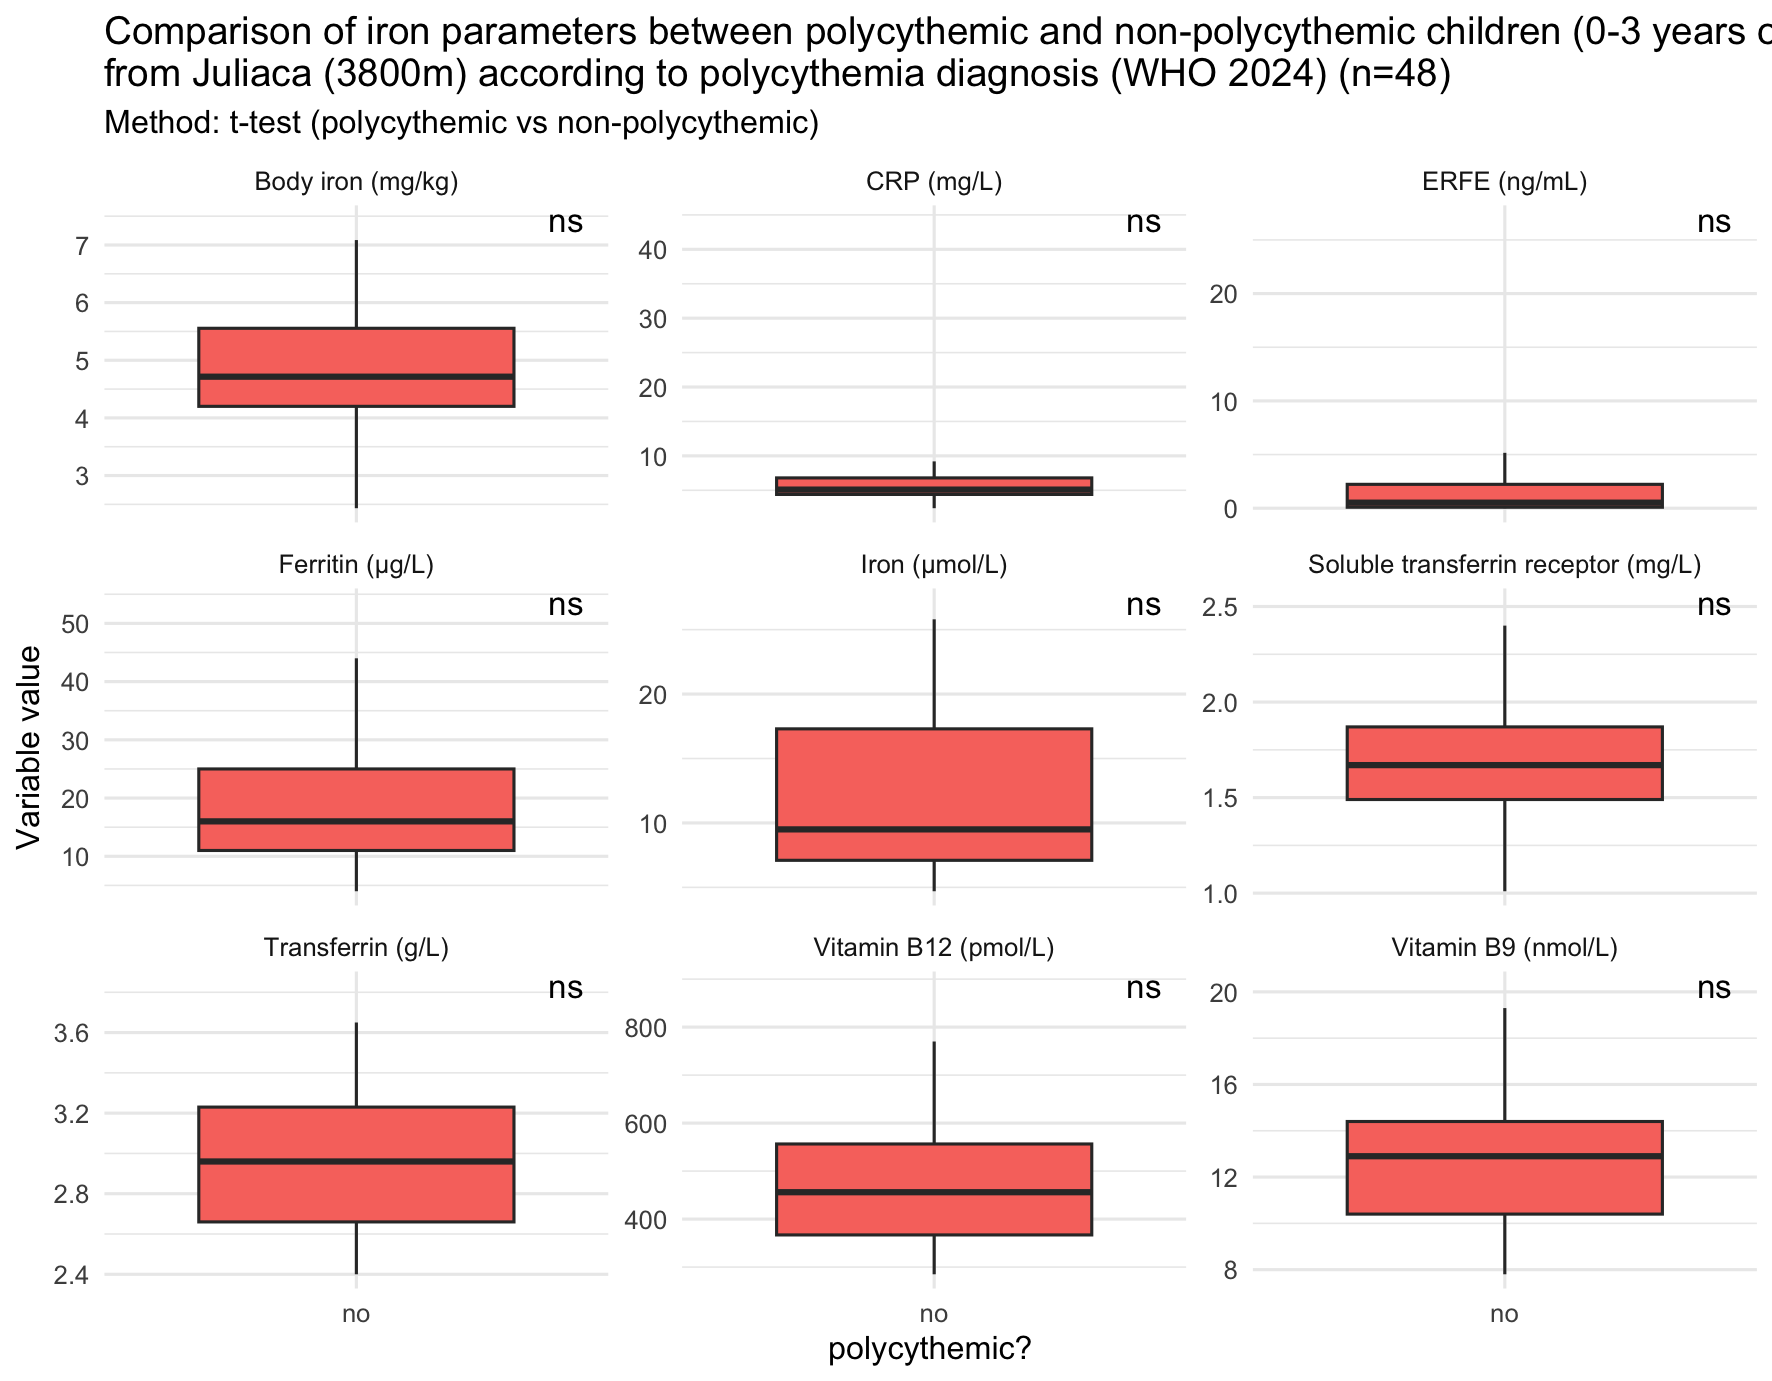 Comparison of iron parameters between polycythemic and non-polycythemic children (0-3 years o
from Juliaca (3800m) according to polycythemia diagnosis (WHO 2024) (n=48)
Method: t-test (polycythemic vs non-polycythemic)
Body iron (mg/kg)
CRP (mg/L)
ERFE (ng/mL)
ns
ns
ns
7
6
5
4
3
40
30
20
10
20
10
0
Ferritin (µg/L)
Iron (µmol/L)
Soluble transferrin receptor (mg/L)
ns
ns
ns
50
40
30
20
10
20
10
2.5
2.0
1.5
1.0
Variable value
Transferrin (g/L)
Vitamin B12 (pmol/L)
Vitamin B9 (nmol/L)
ns
ns
ns
3.6
3.2
2.8
2.4
800
600
400
20
16
12
8
no
no
no
polycythemic?